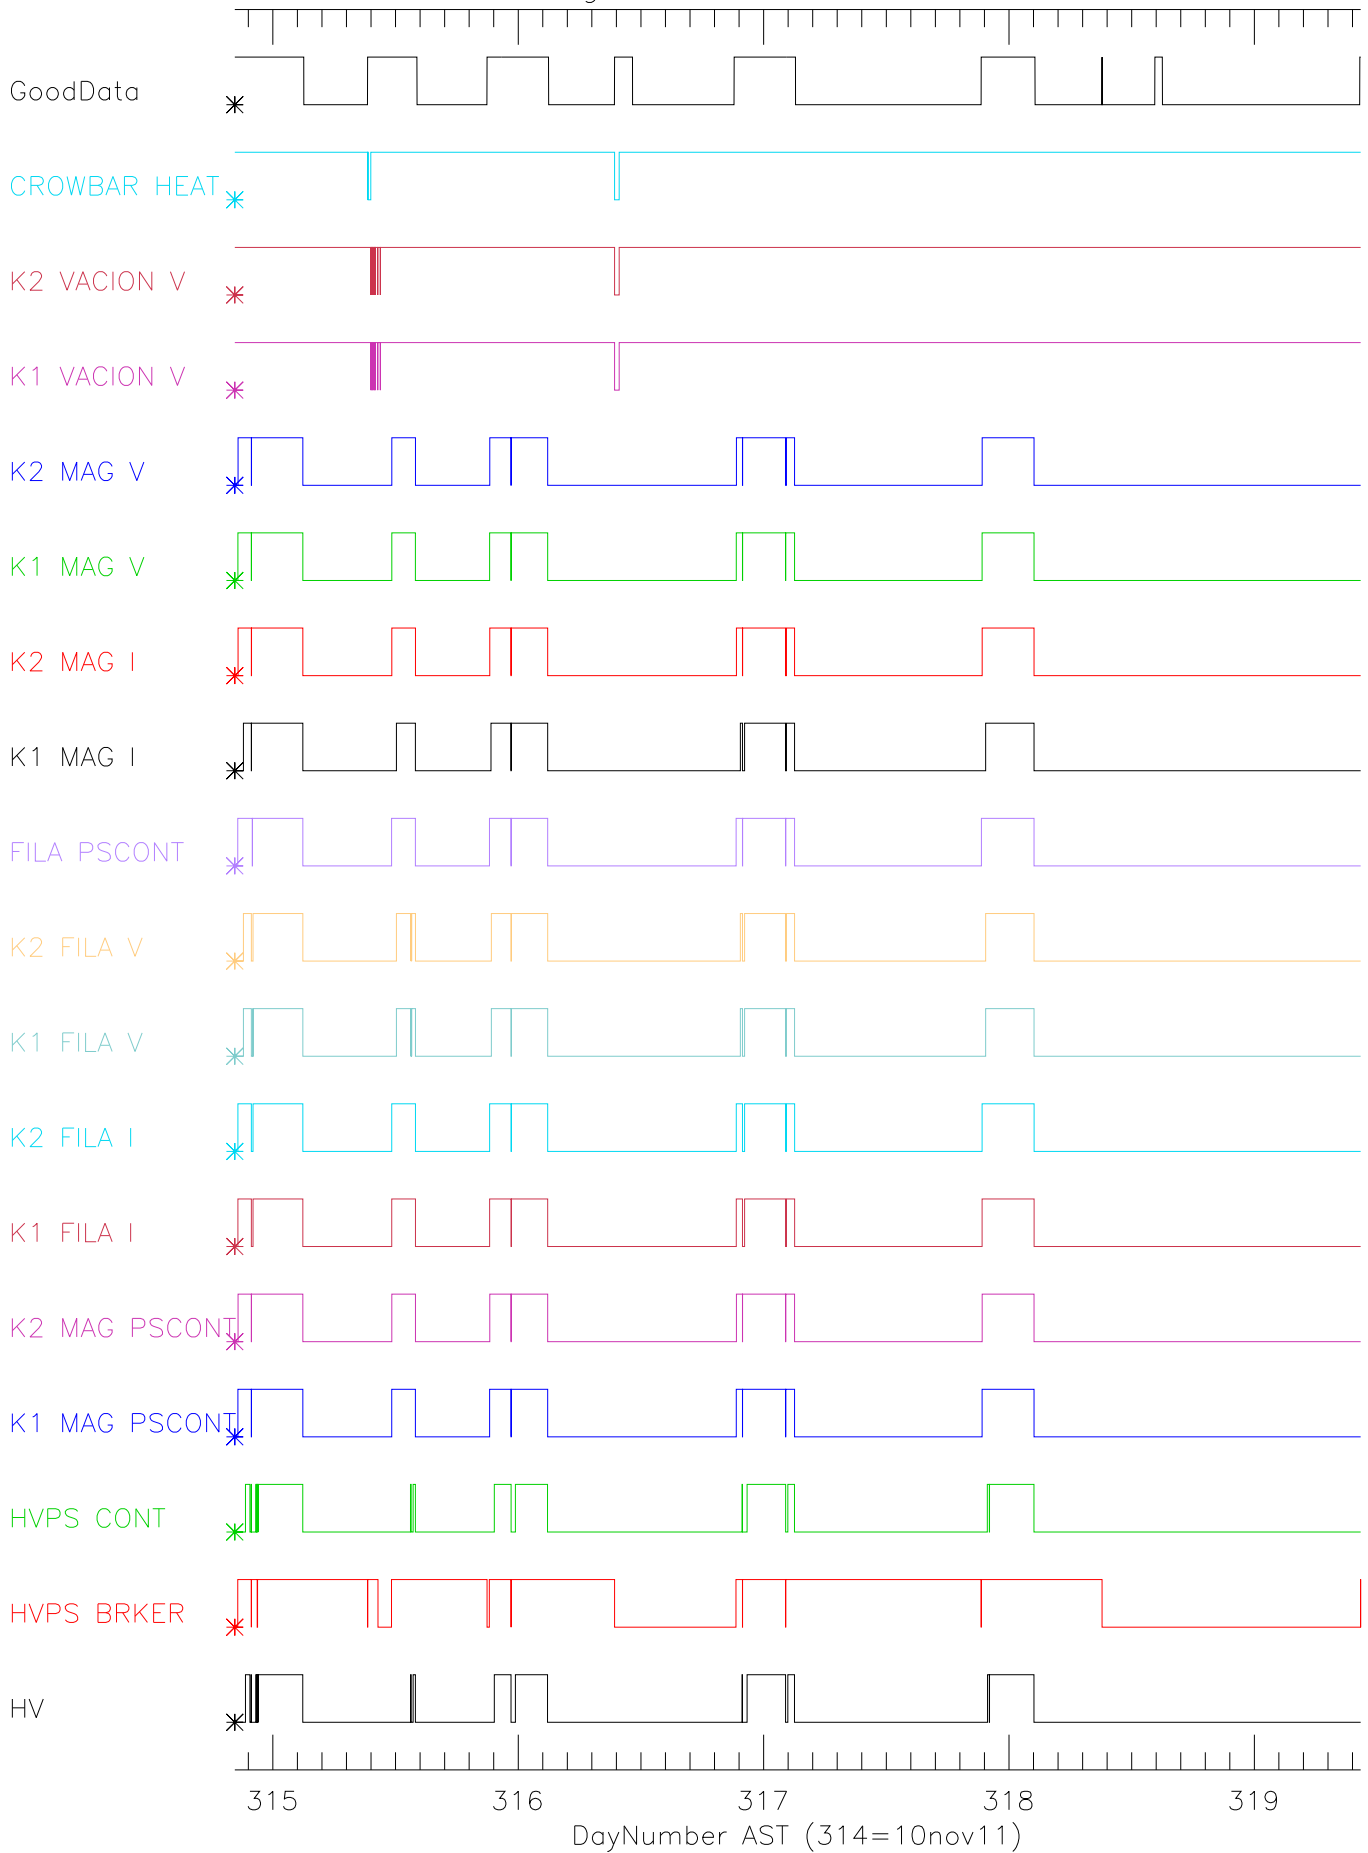 GoodData
CROWBAR HEAT
K2 VACION V
K1 VACION V
K2 MAG V
K1 MAG V
K2 MAG I
K1 MAG I
FILA PSCONT
K2 FILA V
K1 FILA V
K2 FILA I
K1 FILA I
K2 MAG PSCONT
K1 MAG PSCONT
HVPS CONT
HVPS BRKER
HV
315 316 317 318 319
DayNumber AST (314=10nov11)